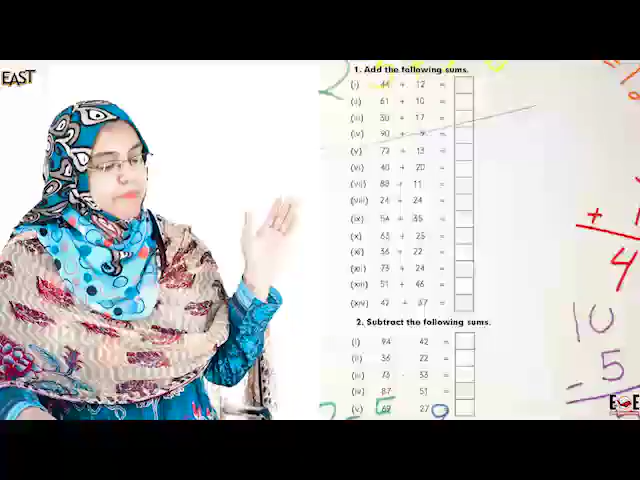 EAST
1. Add the following sums.
(i) 44 + 12 =
(ii) 61 + 10 =
(iii) 30 + 17 =
(iv) 90 + 9 =
(v) 72 + 13 =
(vi) 40 + 20 =
(vii) 88 + 11 =
(viii) 24 + 24 =
(ix) 54 + 35 =
(x) 63 + 25 =
(xi) 36 + 22 =
(xii) 73 + 24 =
(xiii) 51 + 46 =
(xiv) 42 + 37 =
2. Subtract the following sums.
(i) 94 42 =
(ii) 36 22 =
(iii) 73 - 53 =
(iv) 87 51 =
(v) 27
+ 1
4
10
- 5